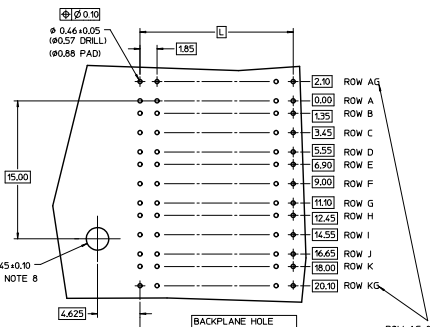 ⌖ Ø 0.10
L
Ø 0.46±0.05
(Ø0.57 DRILL)
(Ø0.88 PAD)
1.85
2.10 ROW AG
0.00 ROW A
1.35 ROW B
3.45 ROW C
5.55 ROW D
6.90 ROW E
9.00 ROW F
11.10 ROW G
12.45 ROW H
14.55 ROW I
16.65 ROW J
18.00 ROW K
20.10 ROW KG
15.00
45±0.10
NOTE 8
4.625
BACKPLANE HOLE